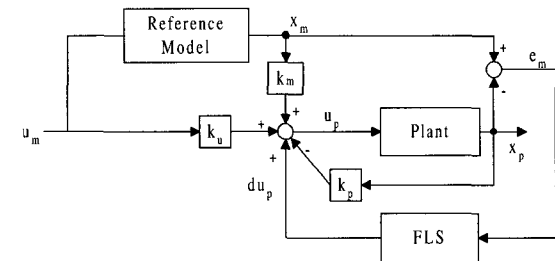 Reference
Model
x_m
+
e_m
k_m
-
+
u_p
u_m
k_u
+
Plant
+
-
x_p
du_p
k_p
FLS